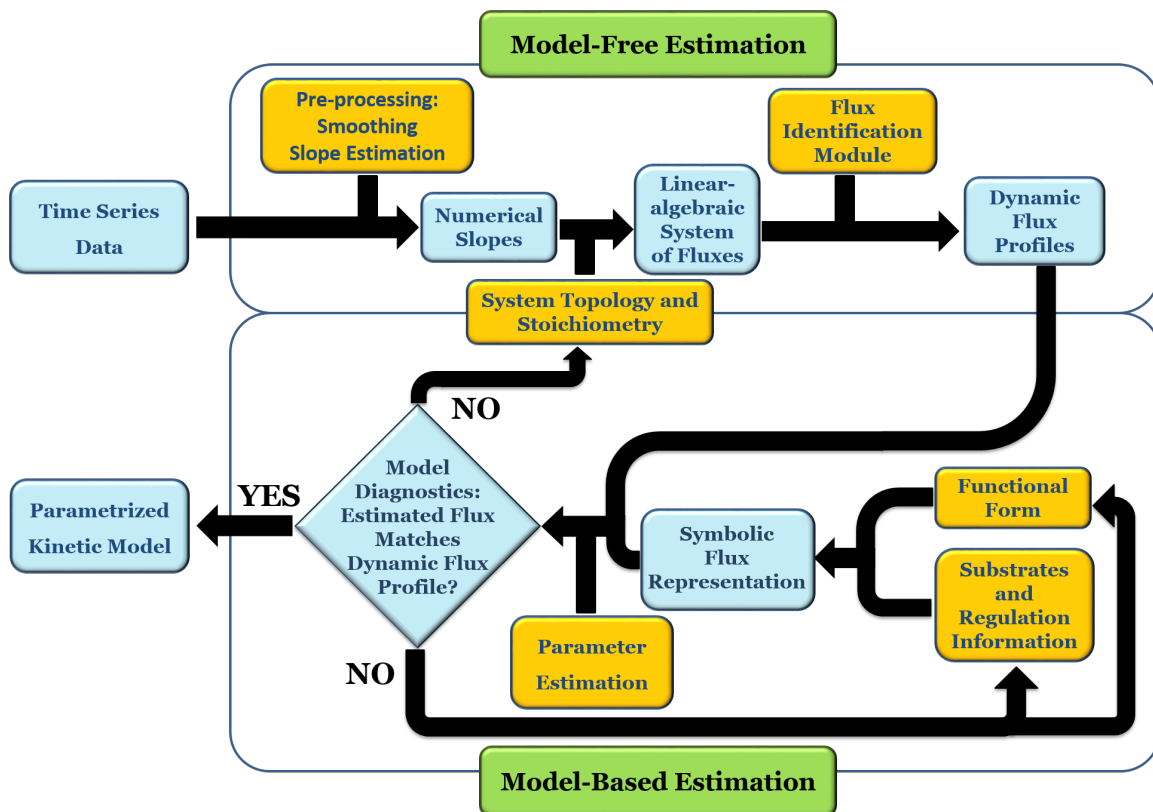 Model-Free Estimation
Pre-processing:
Smoothing
Slope Estimation
Flux
Identification
Module
Time Series
Data
Numerical
Slopes
Linear-
algebraic
System
of Fluxes
Dynamic
Flux
Profiles
System Topology and
Stoichiometry
NO
Model
Diagnostics:
Estimated Flux
Matches
Dynamic Flux
Profile?
YES
Parametrized
Kinetic Model
Symbolic
Flux
Representation
Functional
Form
Substrates
and
Regulation
Information
Parameter
Estimation
NO
Model-Based Estimation